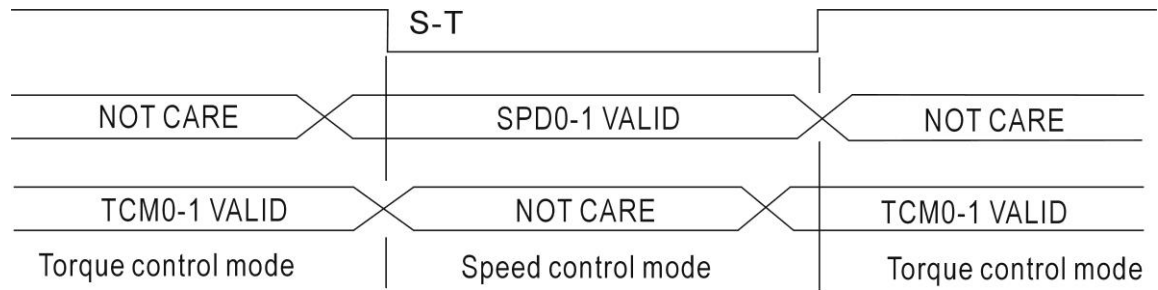 S-T
NOT CARE SPD0-1 VALID NOT CARE
TCM0-1 VALID NOT CARE TCM0-1 VALID
Torque control mode Speed control mode Torque control mode